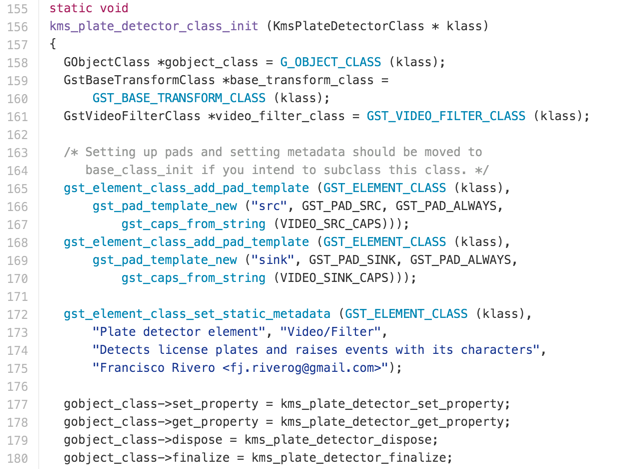 155 static void
156 kms_plate_detector_class_init (KmsPlateDetectorClass * klass)
157 {
158   GObjectClass *gobject_class = G_OBJECT_CLASS (klass);
159   GstBaseTransformClass *base_transform_class =
160       GST_BASE_TRANSFORM_CLASS (klass);
161   GstVideoFilterClass *video_filter_class = GST_VIDEO_FILTER_CLASS (klass);
162
163   /* Setting up pads and setting metadata should be moved to
164      base_class_init if you intend to subclass this class. */
165   gst_element_class_add_pad_template (GST_ELEMENT_CLASS (klass),
166       gst_pad_template_new ("src", GST_PAD_SRC, GST_PAD_ALWAYS,
167           gst_caps_from_string (VIDEO_SRC_CAPS)));
168   gst_element_class_add_pad_template (GST_ELEMENT_CLASS (klass),
169       gst_pad_template_new ("sink", GST_PAD_SINK, GST_PAD_ALWAYS,
170           gst_caps_from_string (VIDEO_SINK_CAPS)));
171
172   gst_element_class_set_static_metadata (GST_ELEMENT_CLASS (klass),
173       "Plate detector element", "Video/Filter",
174       "Detects license plates and raises events with its characters",
175       "Francisco Rivero <fj.riverog@gmail.com>");
176
177   gobject_class->set_property = kms_plate_detector_set_property;
178   gobject_class->get_property = kms_plate_detector_get_property;
179   gobject_class->dispose = kms_plate_detector_dispose;
180   gobject_class->finalize = kms_plate_detector_finalize;